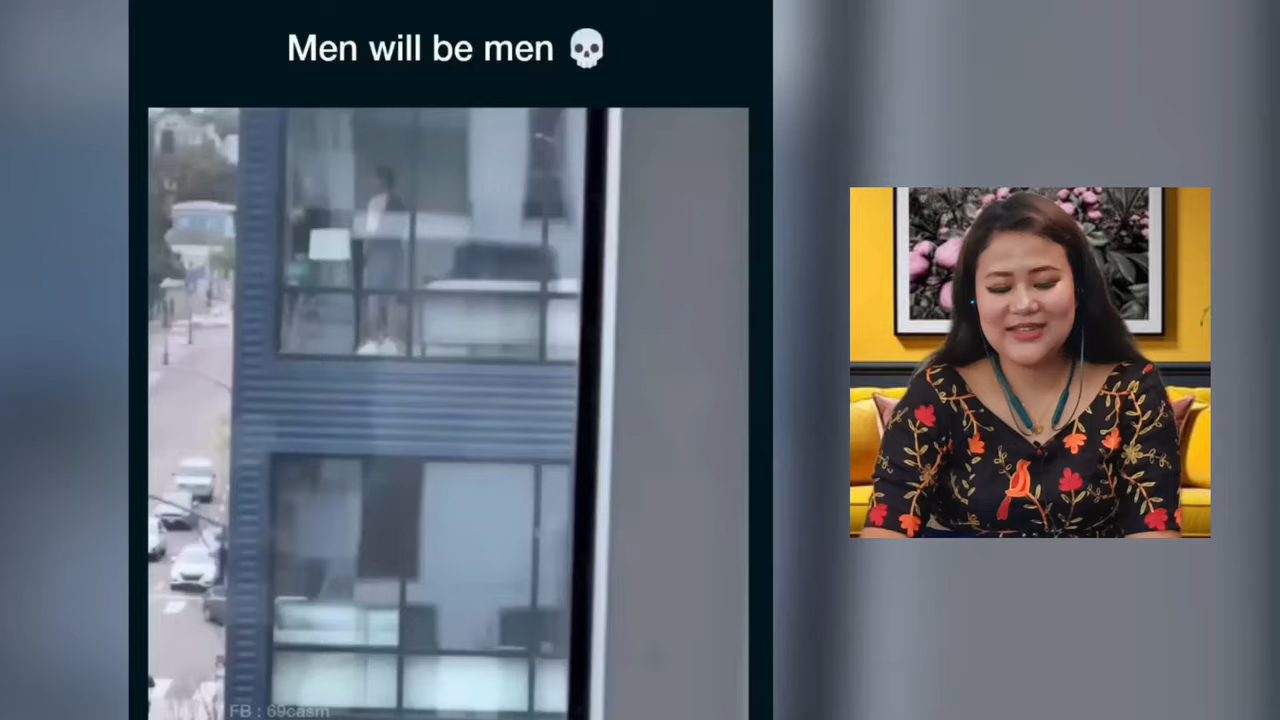 Men will be men 💀
FB : 69casm